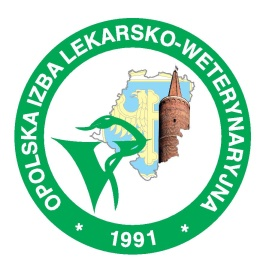 OPOLSKA IZBA LEKARSKO-WETERYNARYJNA
* 1991 *